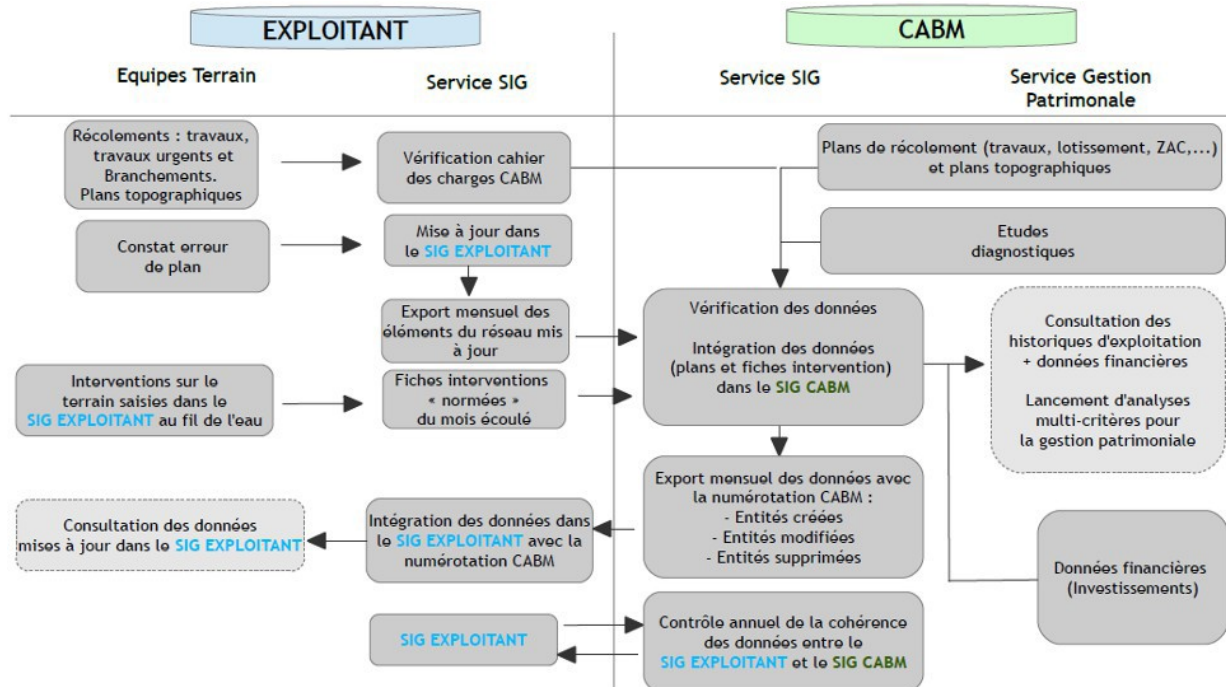 EXPLOITANT
CABM
Equipes Terrain
Service SIG
Service SIG
Service Gestion
Patrimonale
Récolements : travaux,
travaux urgents et
Branchements.
Plans topographiques
Vérification cahier
des charges CABM
Plans de récolement (travaux, lotissement, ZAC,...)
et plans topographiques
Constat erreur
de plan
Mise à jour dans
le SIG EXPLOITANT
Etudes
diagnostiques
Export mensuel des
éléments du réseau mis
à jour
Vérification des données
Intégration des données
(plans et fiches intervention)
dans le SIG CABM
Consultation des
historiques d'exploitation
+ données financières
Lancement d'analyses
multi-critères pour
la gestion patrimoniale
Interventions sur le
terrain saisies dans le
SIG EXPLOITANT au fil de l'eau
Fiches interventions
« normées »
du mois écoulé
Export mensuel des données avec
la numérotation CABM :
- Entités créées
- Entités modifiées
- Entités supprimées
Consultation des données
mises à jour dans le SIG EXPLOITANT
Intégration des données dans
le SIG EXPLOITANT avec la
numérotation CABM
Données financières
(Investissements)
SIG EXPLOITANT
Contrôle annuel de la cohérence
des données entre le
SIG EXPLOITANT et le SIG CABM